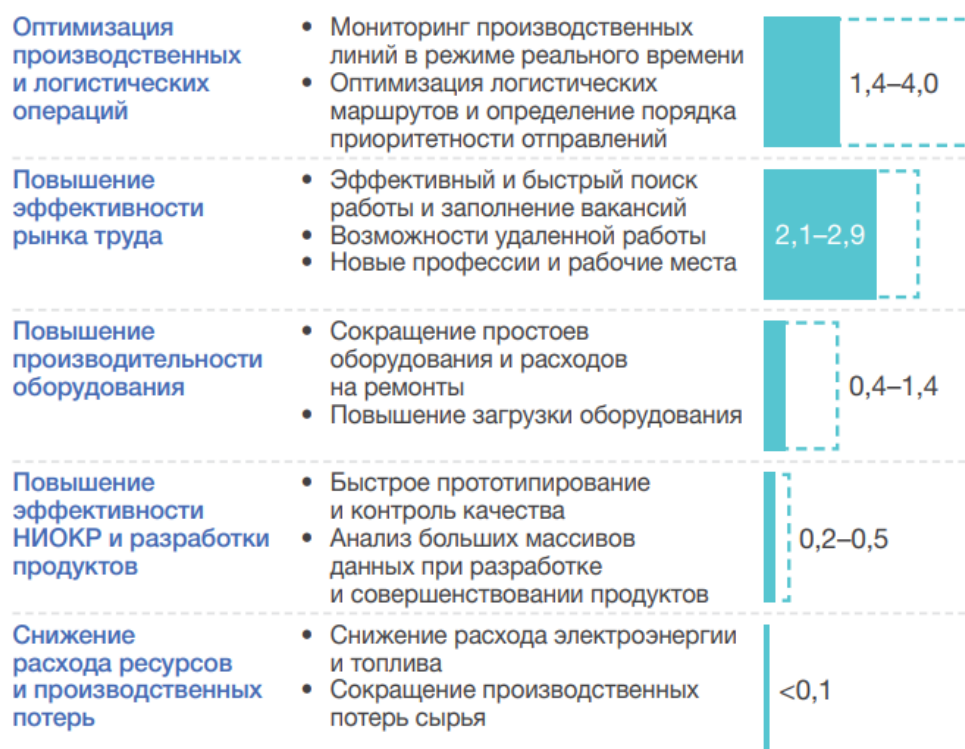 Оптимизация
производственных
и логистических
операций
• Мониторинг производственных
линий в режиме реального времени
• Оптимизация логистических
маршрутов и определение порядка
приоритетности отправлений
1,4–4,0
Повышение
эффективности
рынка труда
• Эффективный и быстрый поиск
работы и заполнение вакансий
• Возможности удаленной работы
• Новые профессии и рабочие места
2,1–2,9
Повышение
производительности
оборудования
• Сокращение простоев
оборудования и расходов
на ремонты
• Повышение загрузки оборудования
0,4–1,4
Повышение
эффективности
НИОКР и разработки
продуктов
• Быстрое прототипирование
и контроль качества
• Анализ больших массивов
данных при разработке
и совершенствовании продуктов
0,2–0,5
Снижение
расхода ресурсов
и производственных
потерь
• Снижение расхода электроэнергии
и топлива
• Сокращение производственных
потерь сырья
<0,1